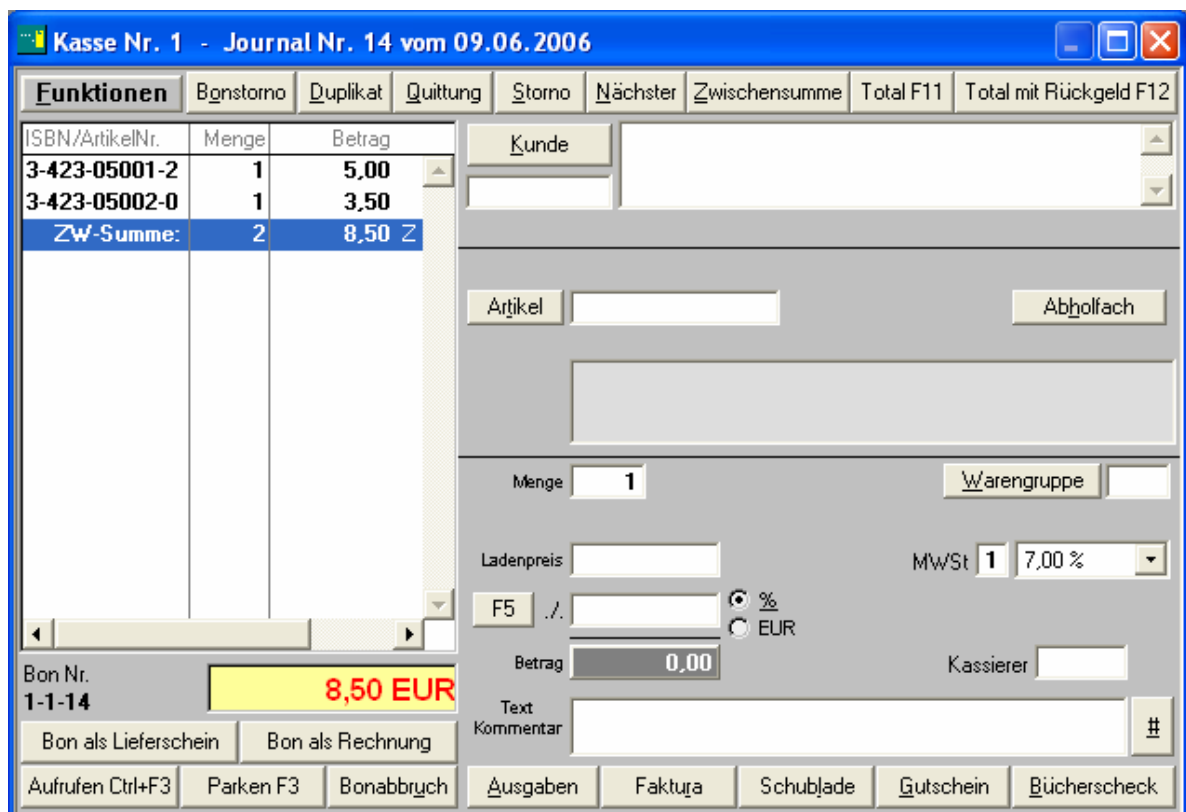 Kasse Nr. 1 - Journal Nr. 14 vom 09.06.2006
Funktionen Bonstorno Duplikat Quittung Storno Nächster Zwischensumme Total F11 Total mit Rückgeld F12
ISBN/ArtikelNr. Menge Betrag
3-423-05001-2 1 5,00
3-423-05002-0 1 3,50
ZW-Summe: 2 8,50 Z
Kunde
Artikel Abholfach
Menge 1 Warengruppe
Ladenpreis MWSt 1 7,00 %
F5 ./. %
EUR
Betrag 0,00 Kassierer
Bon Nr.
1-1-14
8,50 EUR
Text
Kommentar #
Bon als Lieferschein Bon als Rechnung
Aufrufen Ctrl+F3 Parken F3 Bonabbruch Ausgaben Faktura Schublade Gutschein Bücherscheck